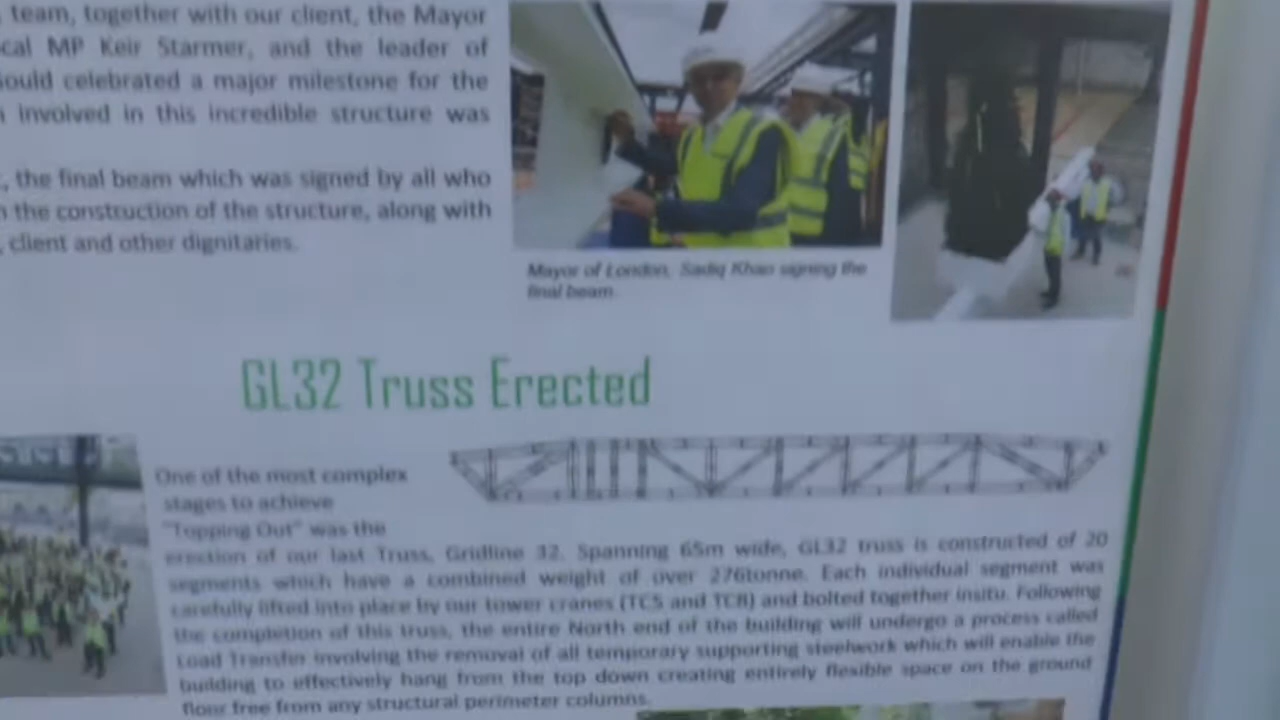 team, together with our client, the Mayor
cal MP Keir Starmer, and the leader of
ould celebrated a major milestone for the
involved in this incredible structure was
, the final beam which was signed by all who
the construction of the structure, along with
, client and other dignitaries.
Mayor of London, Sadiq Khan signing the
final beam.
GL32 Truss Erected
One of the most complex
stages to achieve
"Topping Out" was the
erection of our last Truss, Gridline 32. Spanning 65m wide, GL32 truss is constructed of 20
segments which have a combined weight of over 276tonne. Each individual segment was
carefully lifted into place by our tower cranes (TC5 and TC8) and bolted together insitu. Following
the completion of this truss, the entire North end of the building will undergo a process called
Load Transfer involving the removal of all temporary supporting steelwork which will enable the
building to effectively hang from the top down creating entirely flexible space on the ground
floor free from any structural perimeter columns.